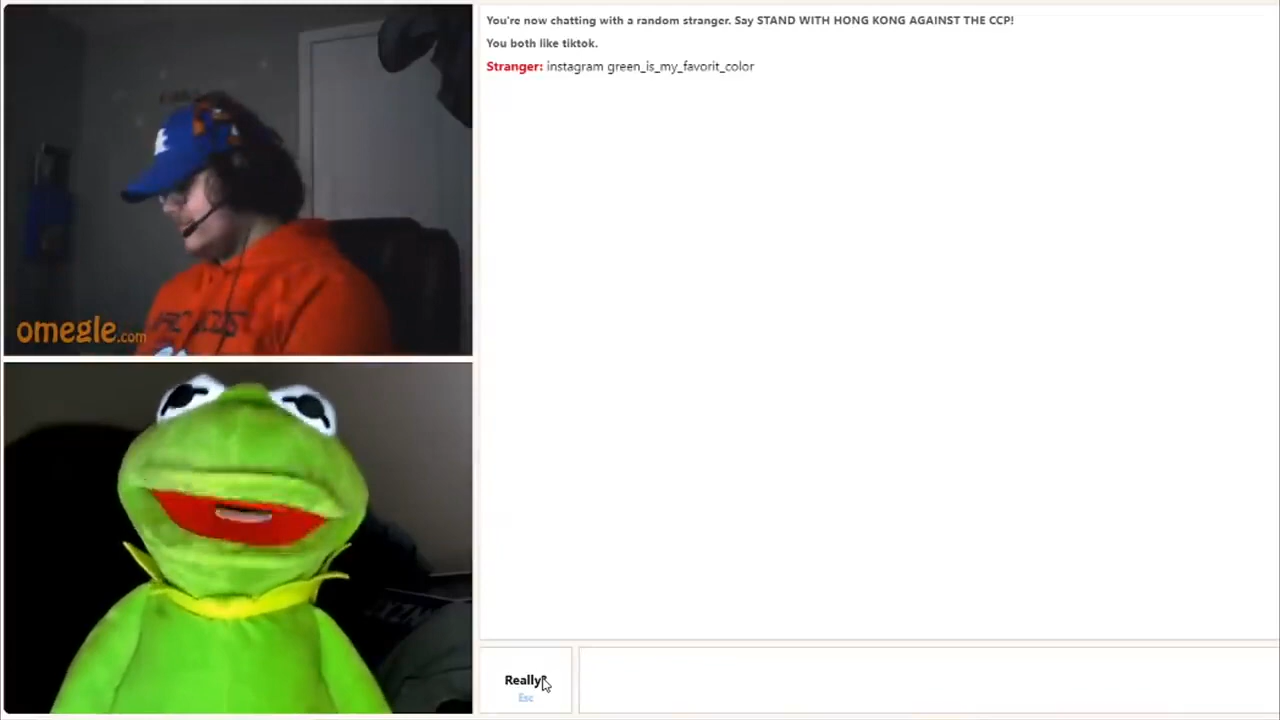 You're now chatting with a random stranger. Say STAND WITH HONG KONG AGAINST THE CCP!
You both like tiktok.
Stranger: instagram green_is_my_favorit_color
omegle.com
Really?
Esc